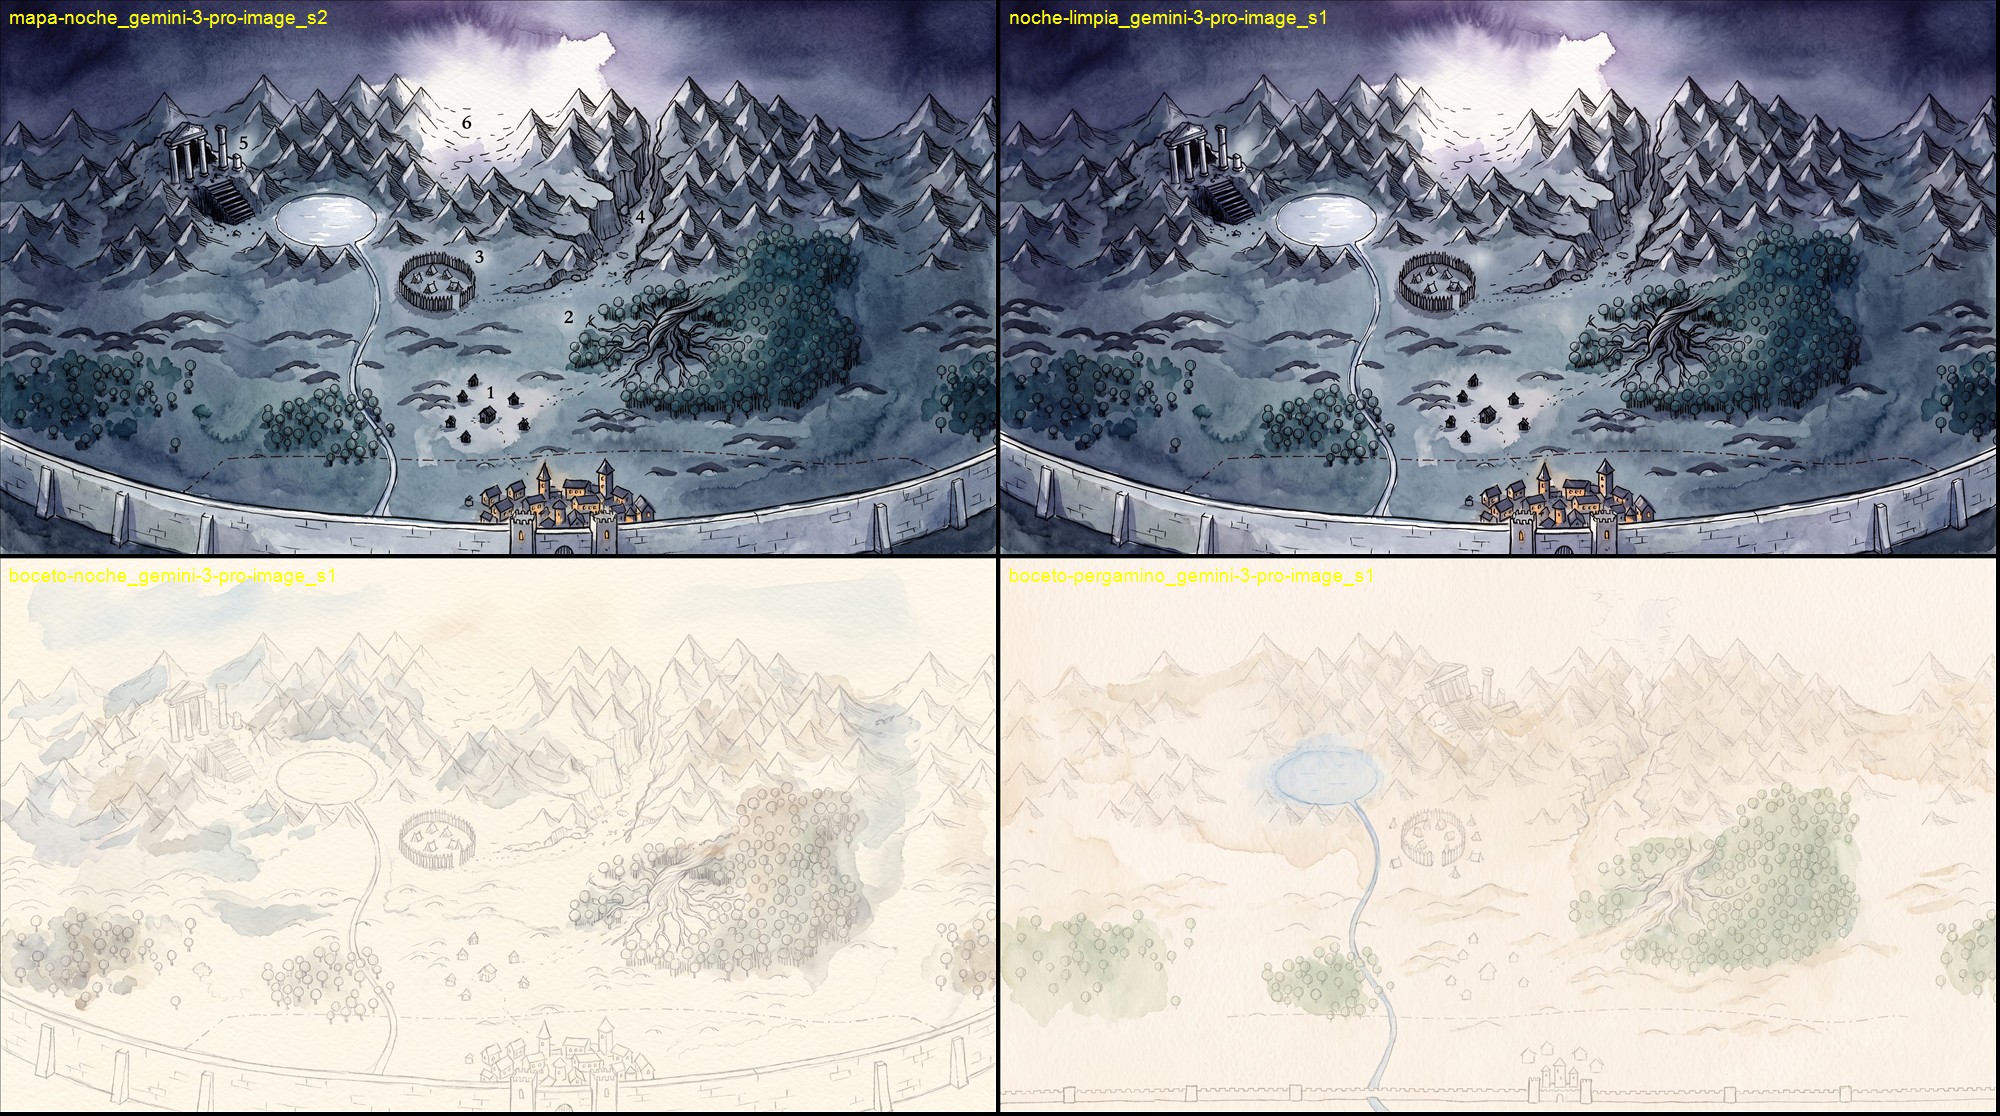 mapa-noche_gemini-3-pro-image_s2
noche-limpia_gemini-3-pro-image_s1
6
5
4
3
2
1
boceto-noche_gemini-3-pro-image_s1
boceto-pergamino_gemini-3-pro-image_s1